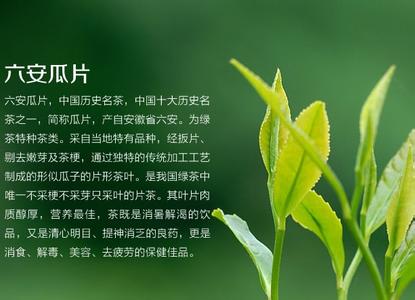 六安瓜片
六安瓜片，中国历史名茶，中国十大历史名
茶之一，简称瓜片，产自安徽省六安。为绿
茶特种茶类。采自当地特有品种，经扳片、
剔去嫩芽及茶梗，通过独特的传统加工工艺
制成的形似瓜子的片形茶叶。是我国绿茶中
唯一不采梗不采芽只采叶的片茶。其叶片肉
质醇厚，营养最佳，茶既是消暑解渴的饮
品，又是清心明目、提神消乏的良药，更是
消食、解毒、美容、去疲劳的保健佳品。